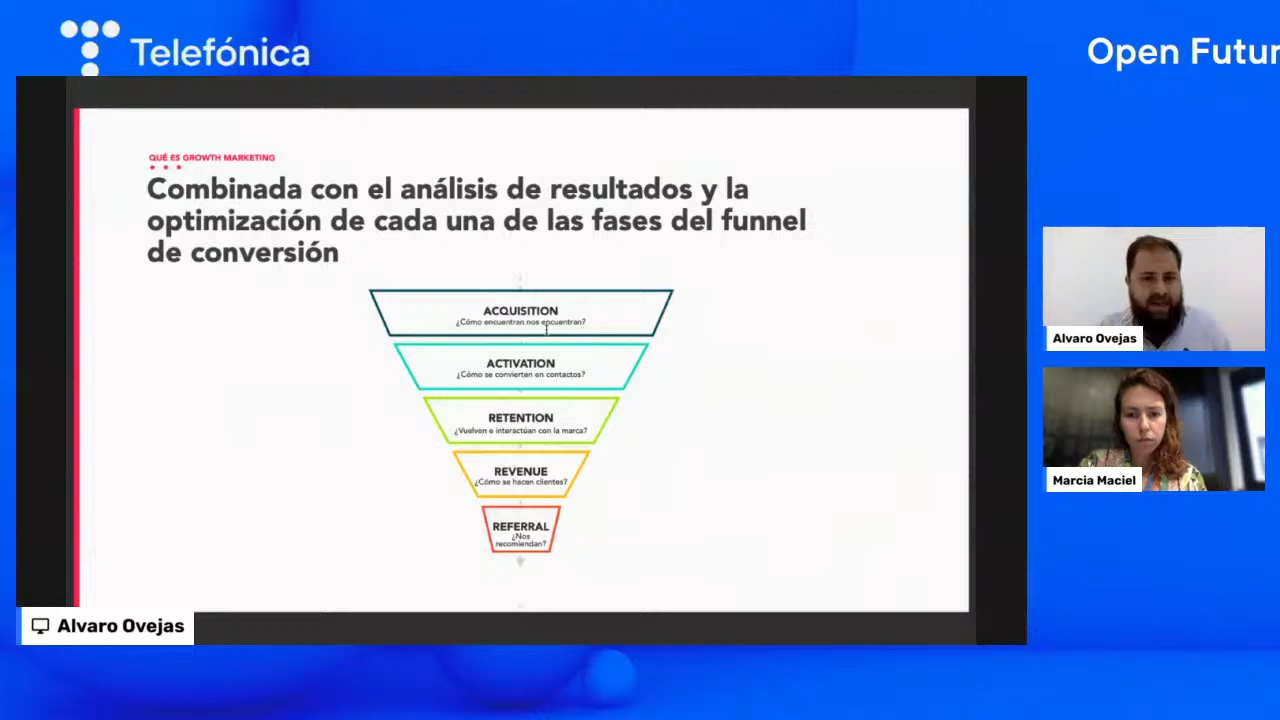 Telefónica
Open Futur
QUÉ ES GROWTH MARKETING
Combinada con el análisis de resultados y la
optimización de cada una de las fases del funnel
de conversión
ACQUISITION
¿Cómo encuentran nos encuentran?
ACTIVATION
¿Cómo se convierten en contactos?
RETENTION
¿Vuelven e interactúan con la marca?
REVENUE
¿Cómo se hacen clientes?
REFERRAL
¿Nos
recomiendan?
Alvaro Ovejas
Marcia Maciel
Alvaro Ovejas